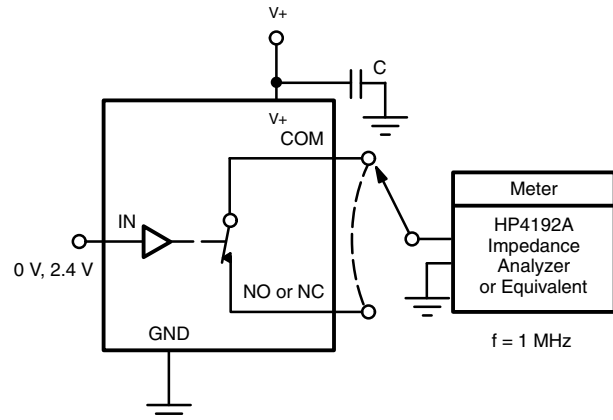 V+
C
V+
COM
IN
0 V, 2.4 V
NO or NC
GND
Meter
HP4192A
Impedance
Analyzer
or Equivalent
f = 1 MHz